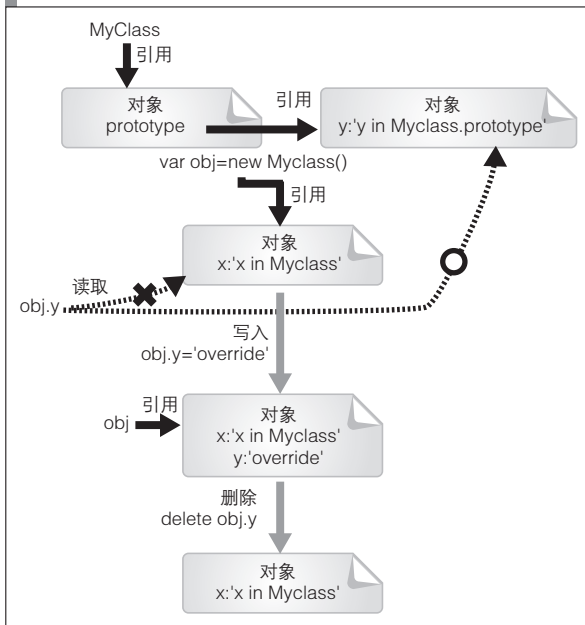 MyClass
引用
对象
prototype
引用
对象
y:'y in Myclass.prototype'
var obj=new Myclass()
引用
对象
x:'x in Myclass'
读取
obj.y
写入
obj.y='override'
引用
obj
对象
x:'x in Myclass'
y:'override'
删除
delete obj.y
对象
x:'x in Myclass'